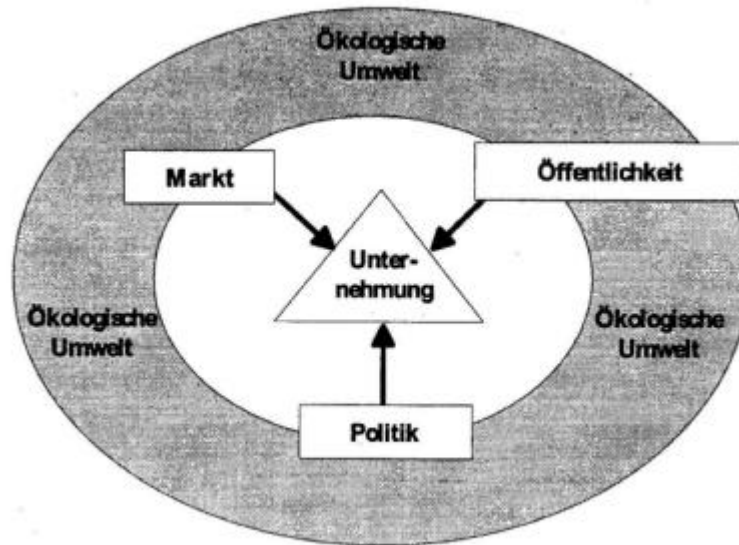 Ökologische
Umwelt
Markt
Öffentlichkeit
Unter-
nehmung
Ökologische
Umwelt
Ökologische
Umwelt
Politik